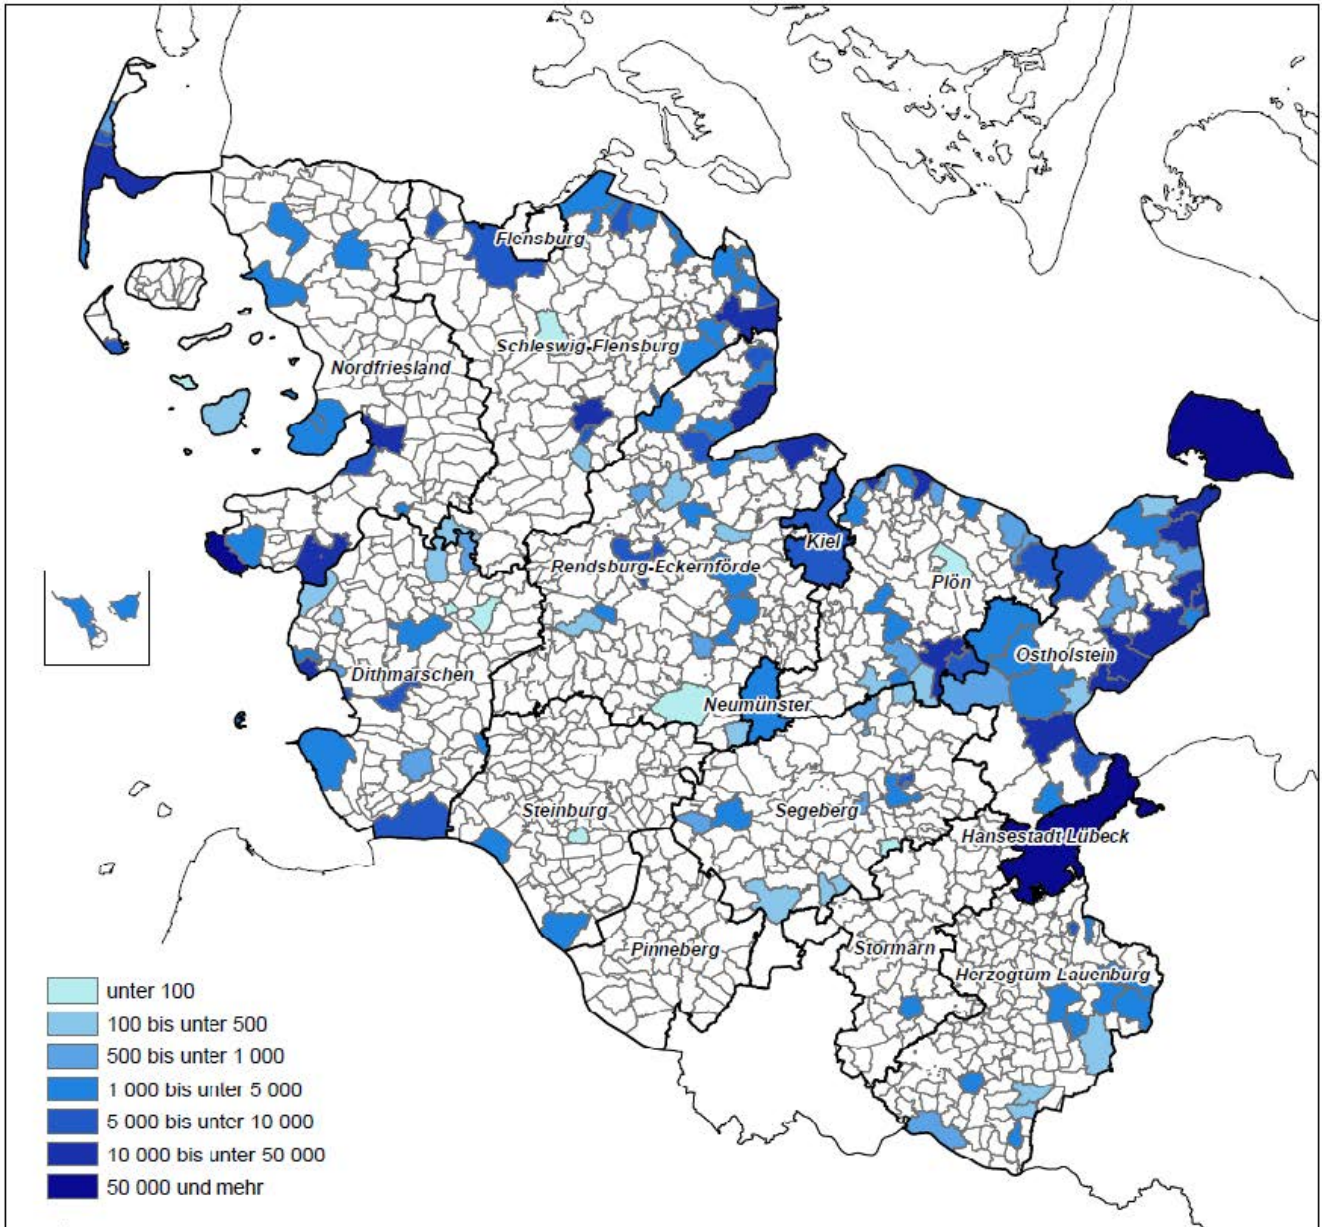 Flensburg
Schleswig-Flensburg
Nordfriesland
Kiel
Rendsburg-Eckernförde
Plön
Ostholstein
Dithmarschen
Neumünster
Steinburg
Segeberg
Hansestadt Lübeck
Pinneberg
Stormarn
Herzogtum Lauenburg
unter 100
100 bis unter 500
500 bis unter 1 000
1 000 bis unter 5 000
5 000 bis unter 10 000
10 000 bis unter 50 000
50 000 und mehr